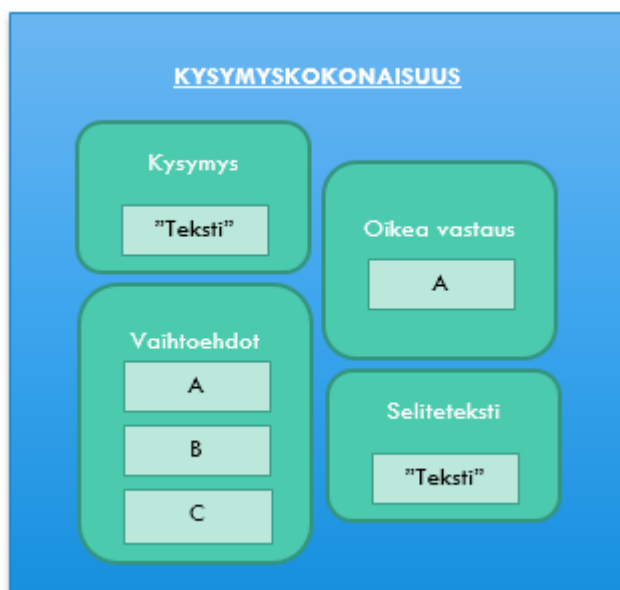 KYSYMYSKOKONAISUUS
Kysymys
”Teksti”
Vaihtoehdot
A
B
C
Oikea vastaus
A
Seliteteksti
”Teksti”